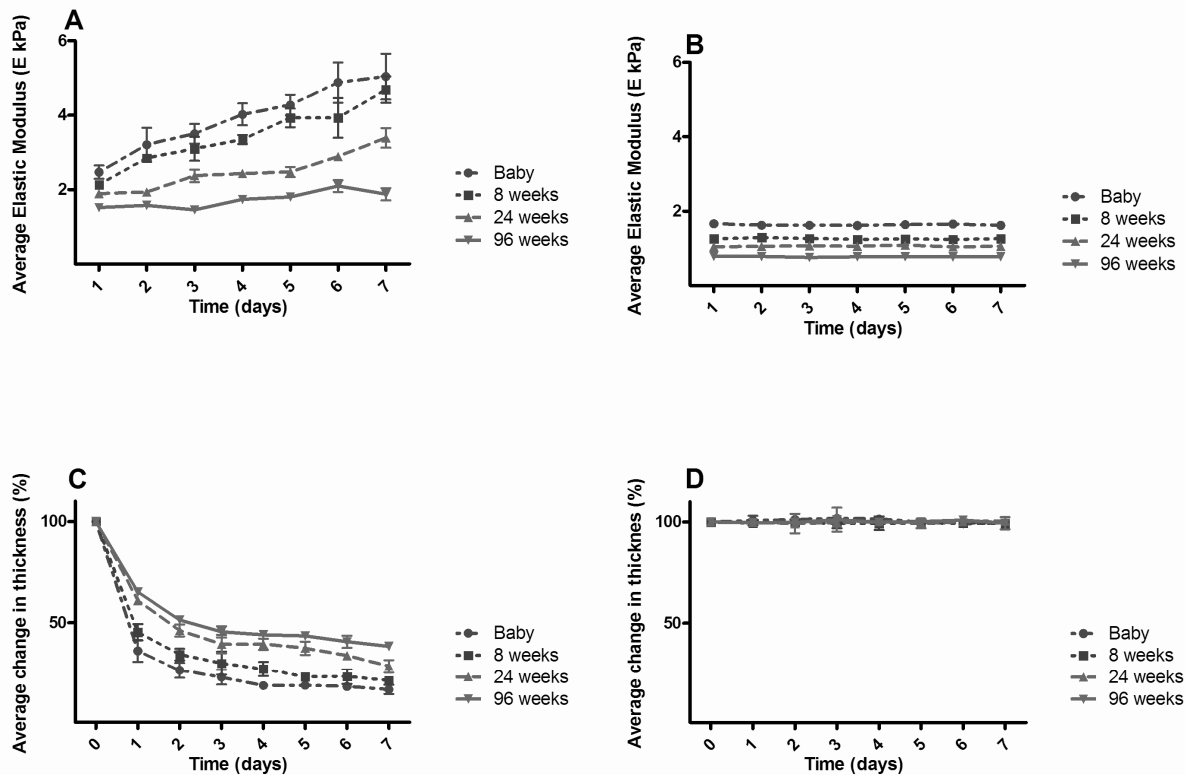 A
Average Elastic Modulus (E kPa)
6
4
2
1
2
3
4
5
6
7
Time (days)
Baby
8 weeks
24 weeks
96 weeks
B
Average Elastic Modulus (E kPa)
6
4
2
1
2
3
4
5
6
7
Time (days)
Baby
8 weeks
24 weeks
96 weeks
C
Average change in thickness (%)
100
50
0
1
2
3
4
5
6
7
Time (days)
Baby
8 weeks
24 weeks
96 weeks
D
Average change in thicknes (%)
100
50
0
1
2
3
4
5
6
7
Time (days)
Baby
8 weeks
24 weeks
96 weeks